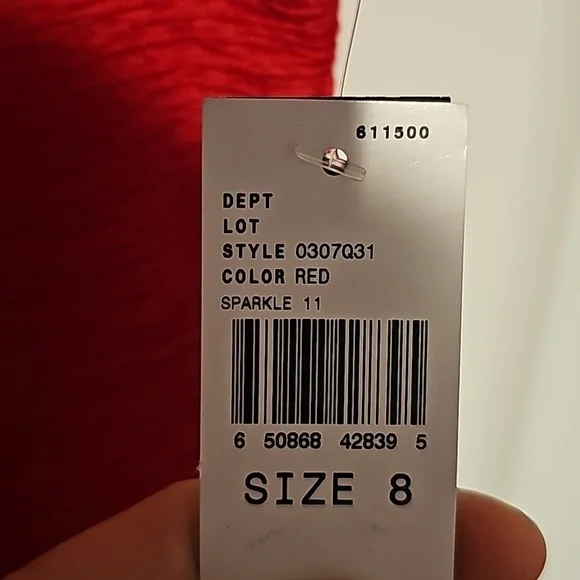 611500
DEPT
LOT
STYLE 0307Q31
COLOR RED
SPARKLE 11
6 50868 42839 5
SIZE 8